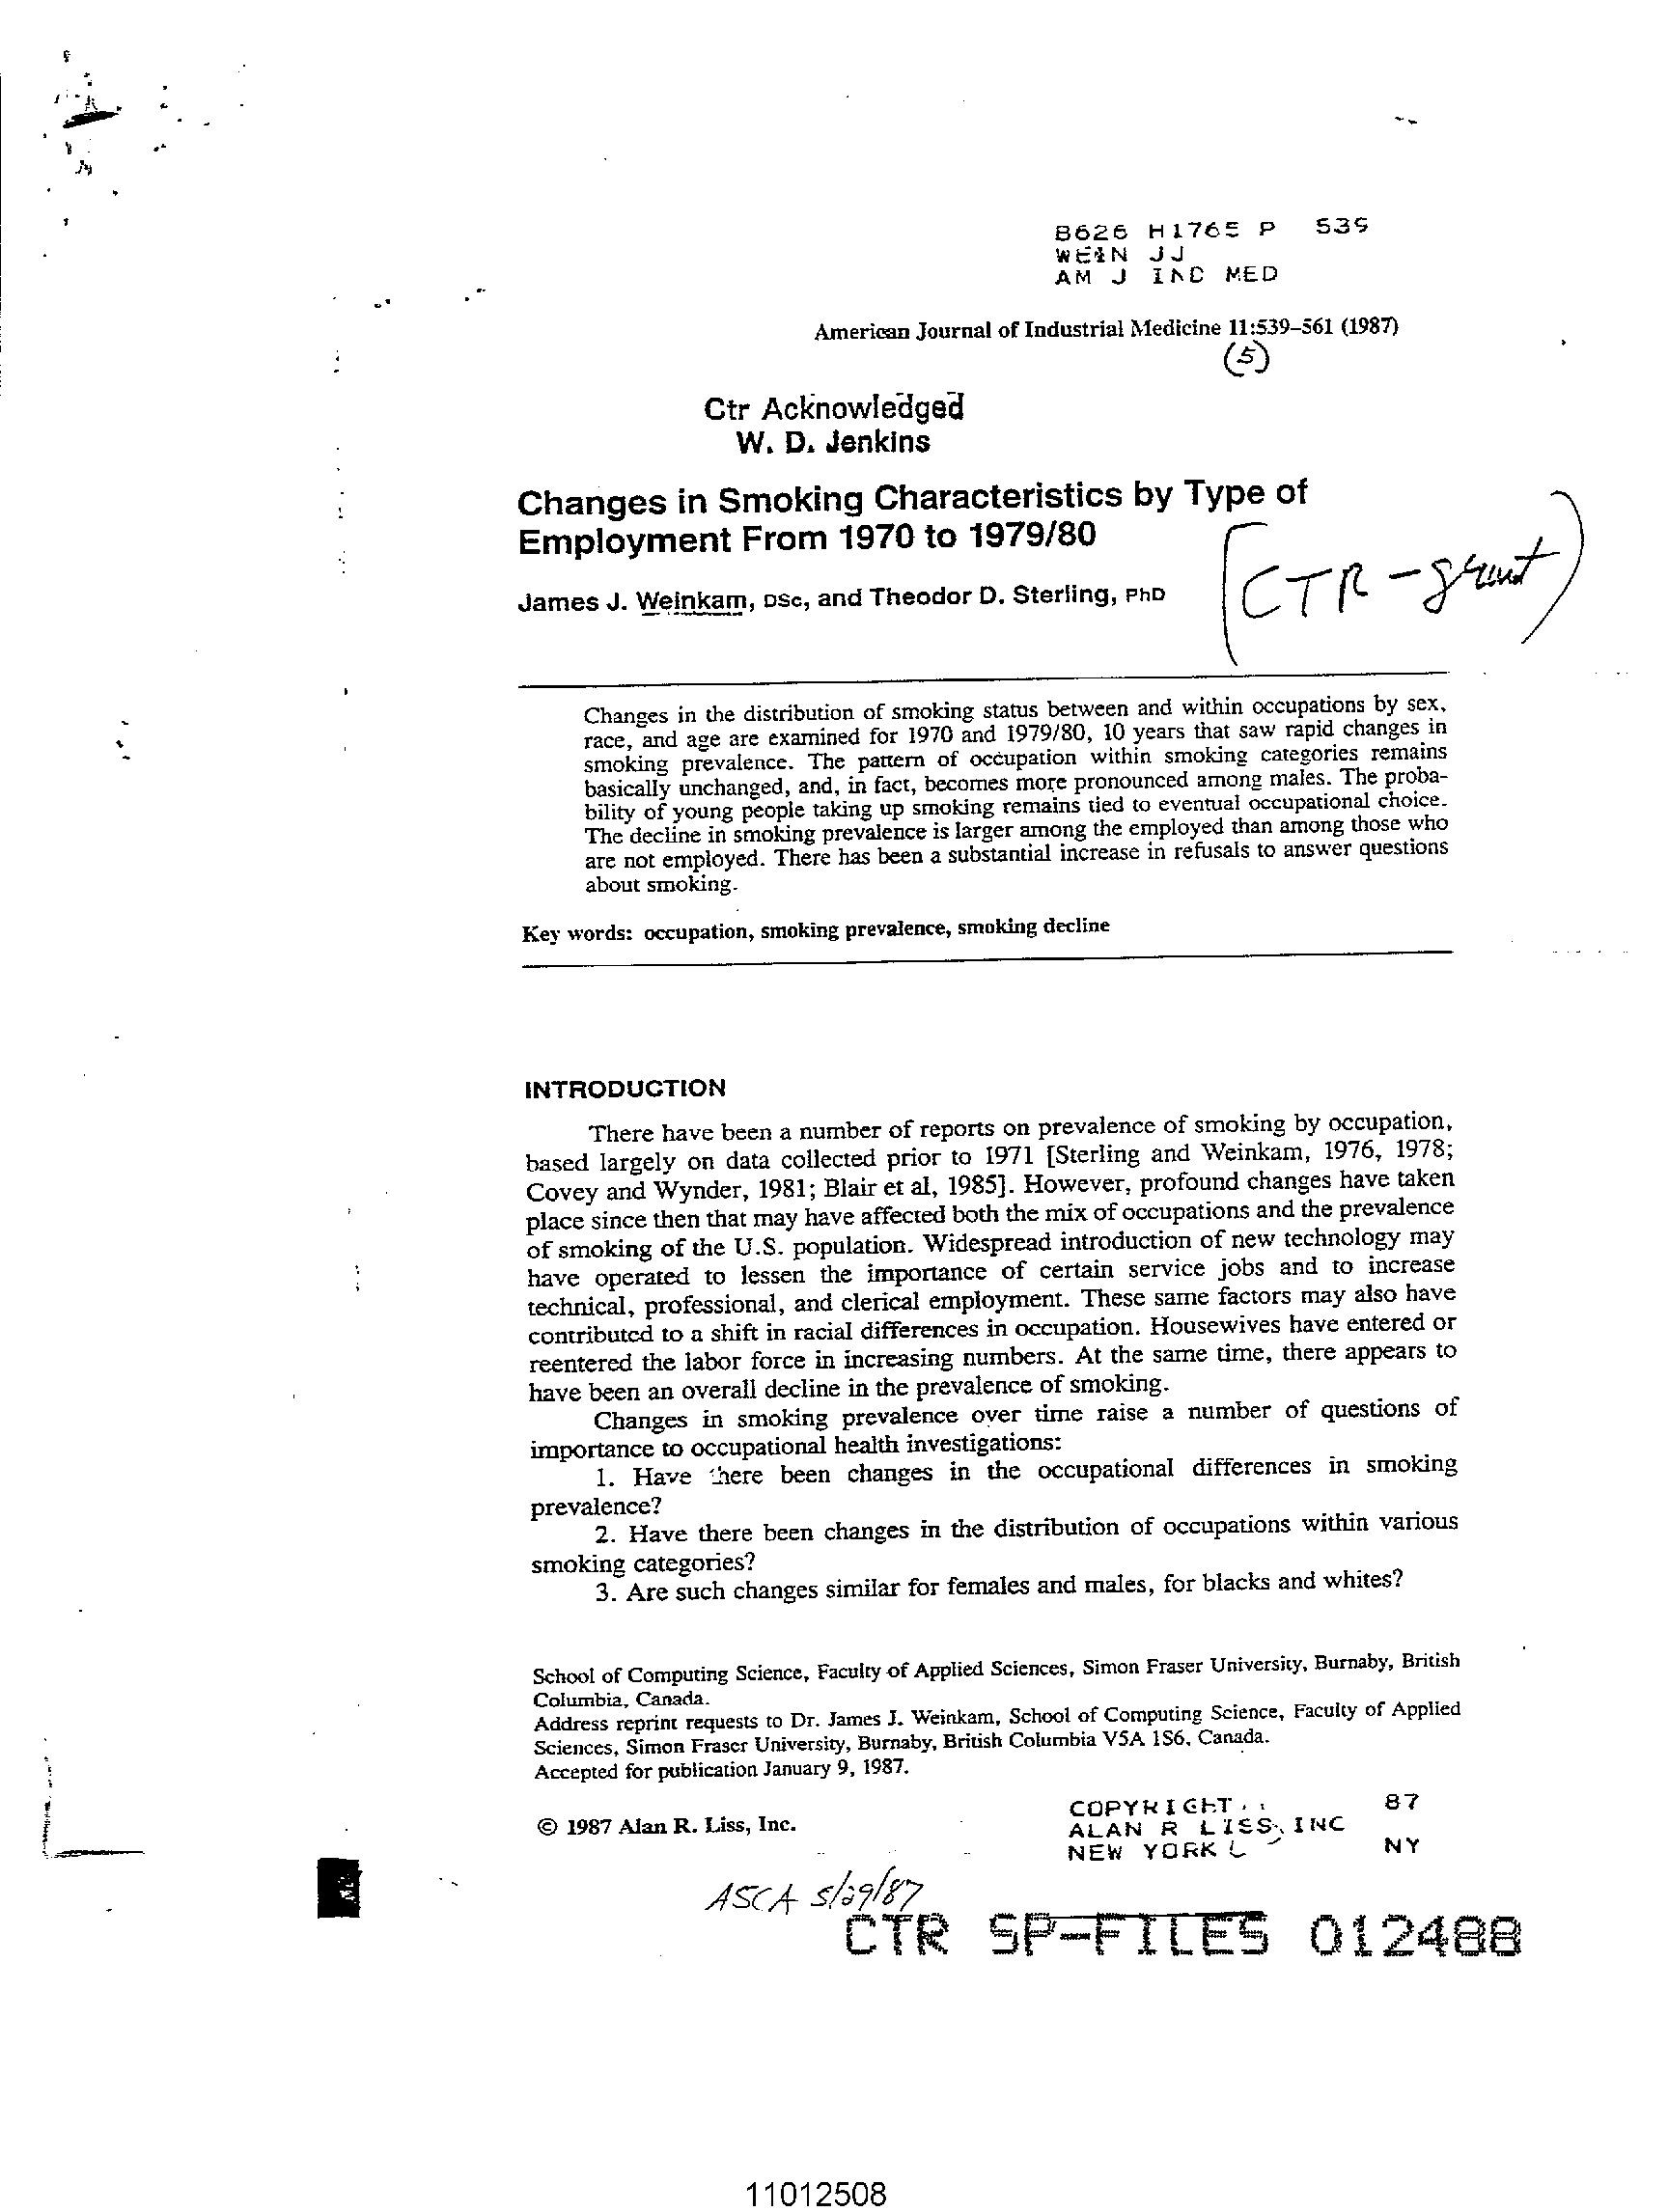 B626 H1765 P 539
WEIN JJ
AM J IND MED
American Journal of Industrial Medicine 11:539–561 (1987)
(5)
Ctr Acknowledged
W. D. Jenkins
Changes in Smoking Characteristics by Type of
Employment From 1970 to 1979/80
(CTR - grant)
James J. Weinkam, DSc, and Theodor D. Sterling, PhD
Changes in the distribution of smoking status between and within occupations by sex,
race, and age are examined for 1970 and 1979/80, 10 years that saw rapid changes in
smoking prevalence. The pattern of occupation within smoking categories remains
basically unchanged, and, in fact, becomes more pronounced among males. The proba-
bility of young people taking up smoking remains tied to eventual occupational choice.
The decline in smoking prevalence is larger among the employed than among those who
are not employed. There has been a substantial increase in refusals to answer questions
about smoking.
Key words: occupation, smoking prevalence, smoking decline
INTRODUCTION
There have been a number of reports on prevalence of smoking by occupation,
based largely on data collected prior to 1971 [Sterling and Weinkam, 1976, 1978;
Covey and Wynder, 1981; Blair et al, 1985]. However, profound changes have taken
place since then that may have affected both the mix of occupations and the prevalence
of smoking of the U.S. population. Widespread introduction of new technology may
have operated to lessen the importance of certain service jobs and to increase
technical, professional, and clerical employment. These same factors may also have
contributed to a shift in racial differences in occupation. Housewives have entered or
reentered the labor force in increasing numbers. At the same time, there appears to
have been an overall decline in the prevalence of smoking.
Changes in smoking prevalence over time raise a number of questions of
importance to occupational health investigations:
1. Have there been changes in the occupational differences in smoking
prevalence?
2. Have there been changes in the distribution of occupations within various
smoking categories?
3. Are such changes similar for females and males, for blacks and whites?
School of Computing Science, Faculty of Applied Sciences, Simon Fraser University, Burnaby, British
Columbia, Canada.
Address reprint requests to Dr. James J. Weinkam, School of Computing Science, Faculty of Applied
Sciences, Simon Fraser University, Burnaby, British Columbia V5A 1S6, Canada.
Accepted for publication January 9, 1987.
© 1987 Alan R. Liss, Inc.
COPYRIGHT.. 87
ALAN R LISS, INC
NEW YORK NY
ASCA 5/29/87
CTR SP-FILES 012488
11012508